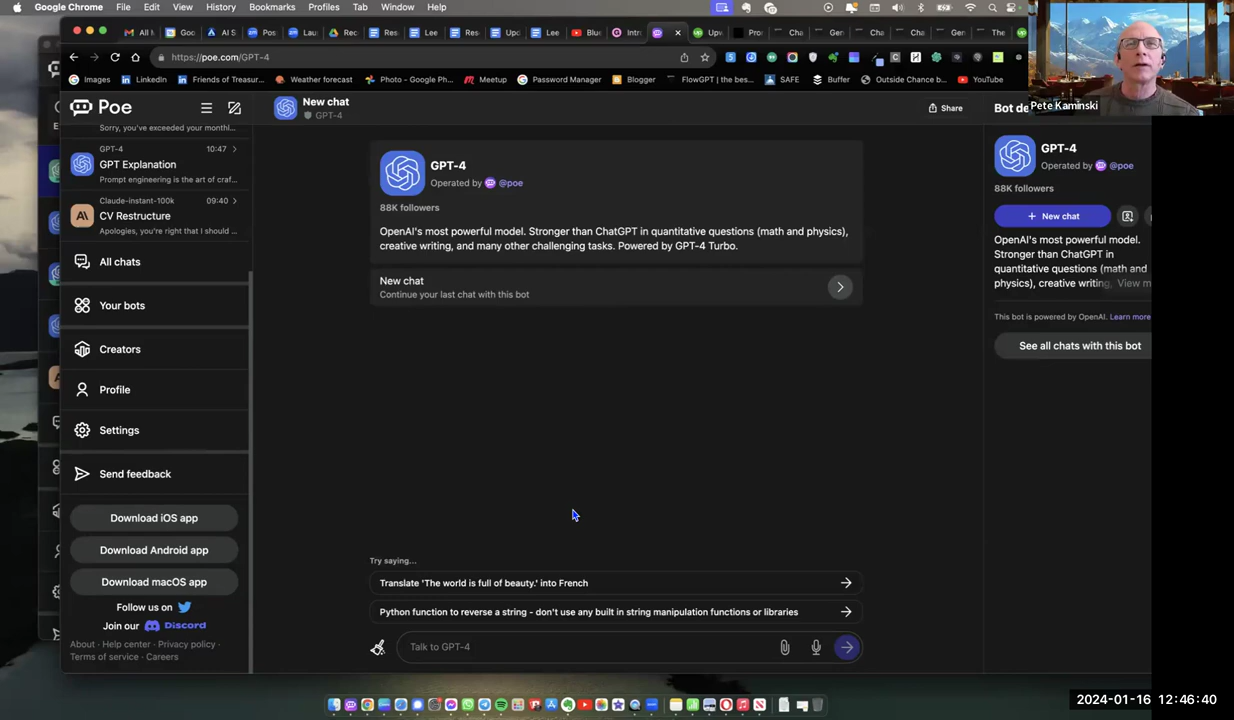 Google Chrome File Edit View History Bookmarks Profiles Tab Window Help
https://poe.com/GPT-4
Images LinkedIn Friends of Treasur... Weather forecast Photo - Google Ph... Meetup Password Manager Blogger FlowGPT | the bes... SAFE Buffer Outside Chance b... YouTube
Pete Kaminski
Poe
Sorry, you've exceeded your monthl...
GPT-4 10:47
GPT Explanation
Prompt engineering is the art of craf...
Claude-instant-100k 09:40
CV Restructure
Apologies, you're right that I should ...
All chats
Your bots
Creators
Profile
Settings
Send feedback
Download iOS app
Download Android app
Download macOS app
Follow us on
Join our Discord
About · Help center · Privacy policy ·
Terms of service · Careers
New chat
GPT-4
Share
GPT-4
Operated by @poe
88K followers
OpenAI's most powerful model. Stronger than ChatGPT in quantitative questions (math and physics),
creative writing, and many other challenging tasks. Powered by GPT-4 Turbo.
New chat
Continue your last chat with this bot
Try saying...
Translate 'The world is full of beauty.' into French
Python function to reverse a string - don't use any built in string manipulation functions or libraries
Talk to GPT-4
Bot de
GPT-4
Operated by @poe
88K followers
New chat
OpenAI's most powerful model.
Stronger than ChatGPT in
quantitative questions (math and
physics), creative writing, View m
This bot is powered by OpenAI. Learn more
See all chats with this bot
2024-01-16 12:46:40